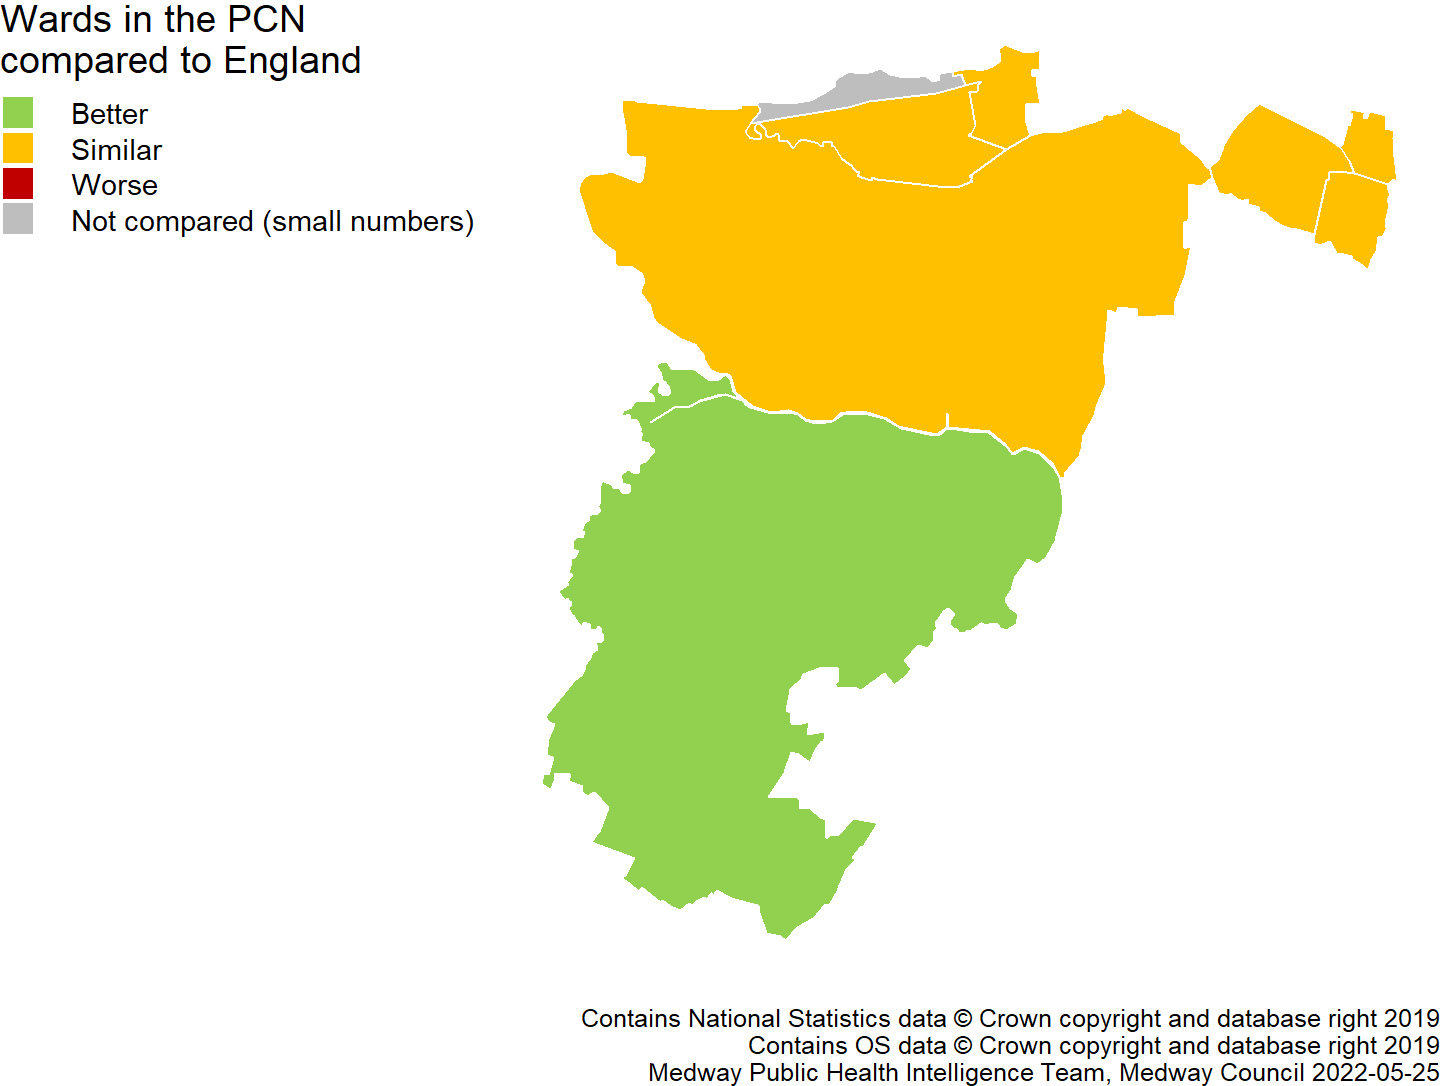 Wards in the PCN
compared to England
Better
Similar
Worse
Not compared (small numbers)
Contains National Statistics data © Crown copyright and database right 2019
Contains OS data © Crown copyright and database right 2019
Medway Public Health Intelligence Team, Medway Council 2022-05-25